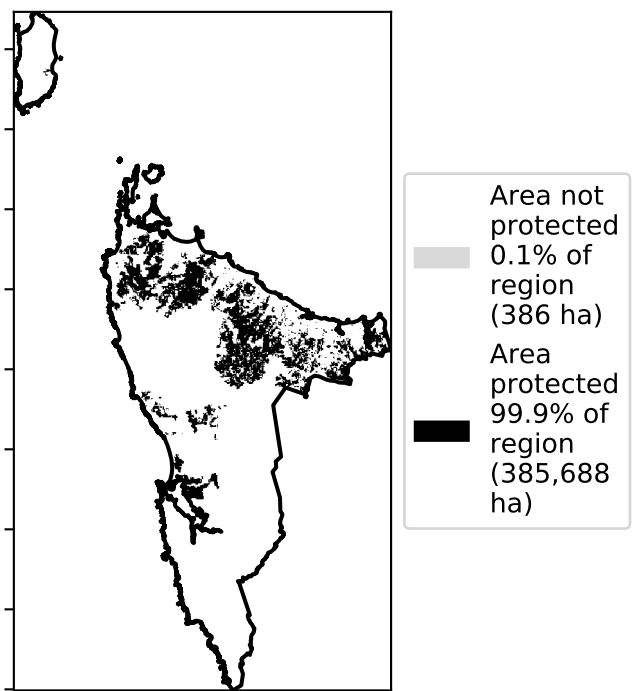 Area not
protected
0.1% of
region
(386 ha)
Area
protected
99.9% of
region
(385,688
ha)